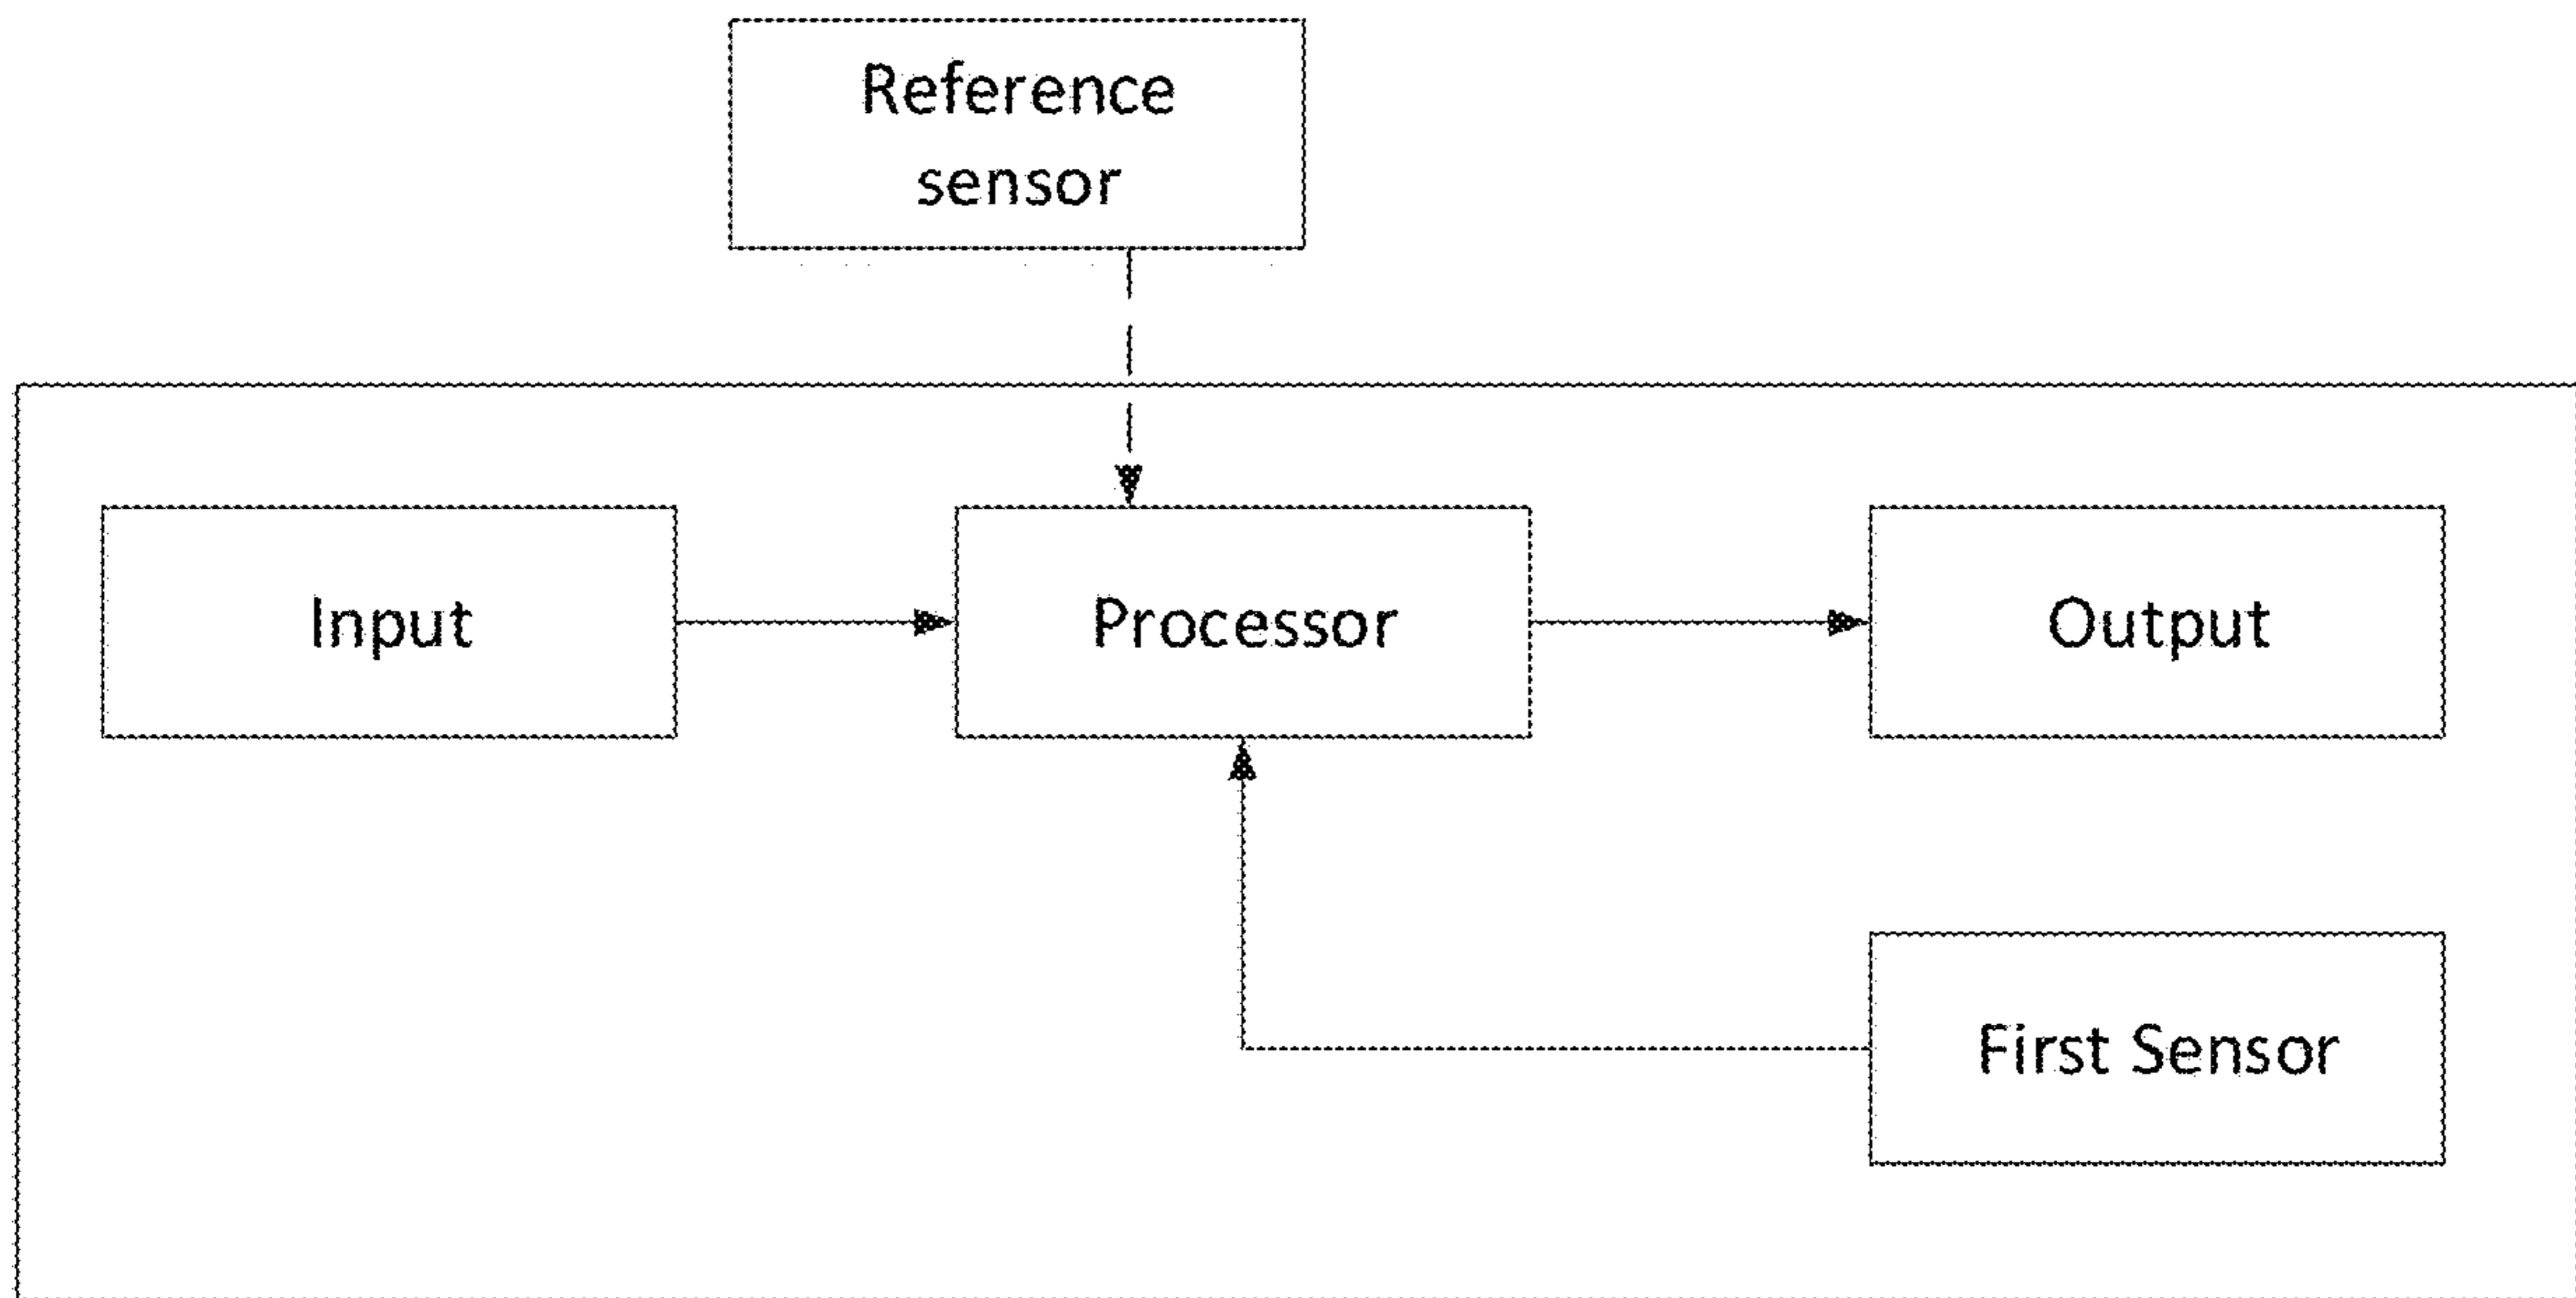 Reference
sensor
Input
Processor
Output
First Sensor